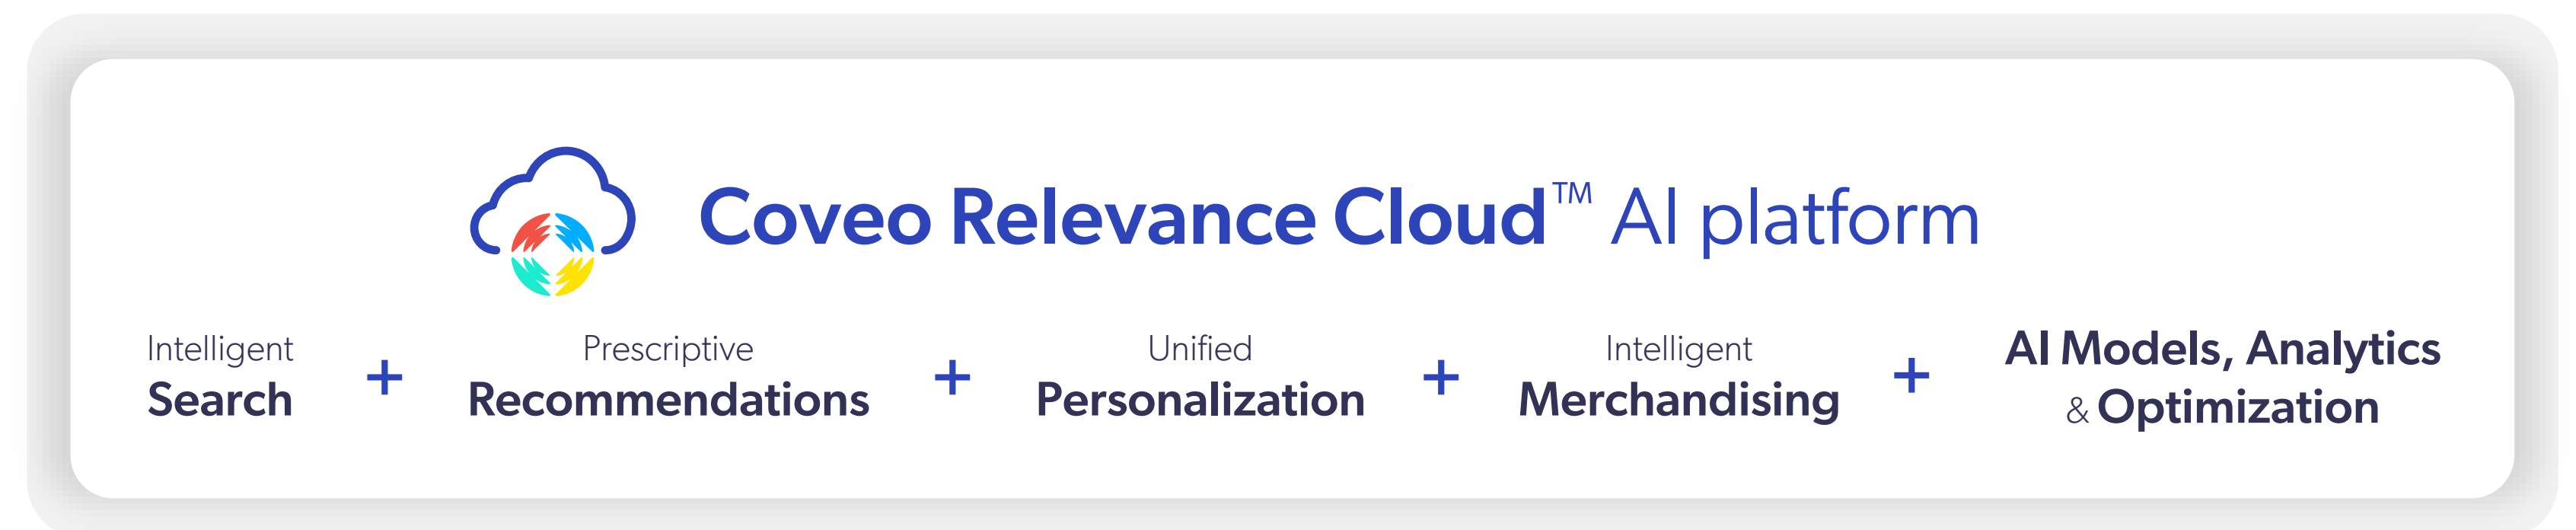 Coveo Relevance Cloud™ AI platform
Intelligent
Search
+
Prescriptive
Recommendations
+
Unified
Personalization
+
Intelligent
Merchandising
+
AI Models, Analytics
& Optimization